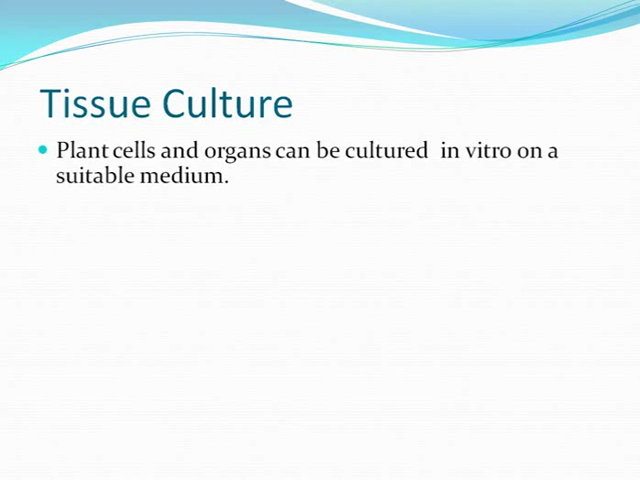 Tissue Culture
• Plant cells and organs can be cultured  in vitro on a
suitable medium.